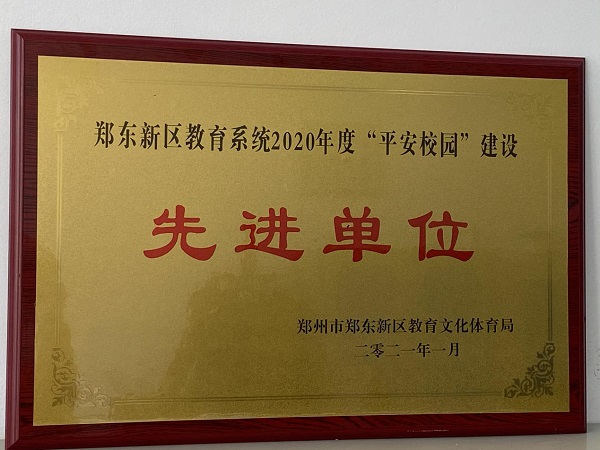 郑东新区教育系统2020年度“平安校园”建设
先进单位
郑州市郑东新区教育文化体育局
二零二一年一月